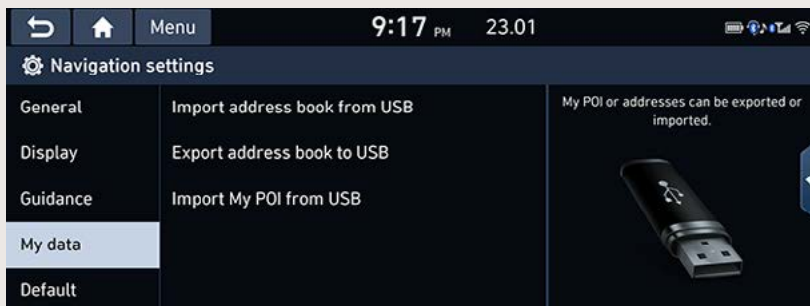 Menu
9:17 PM 23.01
Navigation settings
General
Display
Guidance
My data
Default
Import address book from USB
Export address book to USB
Import My POI from USB
My POI or addresses can be exported or
imported.